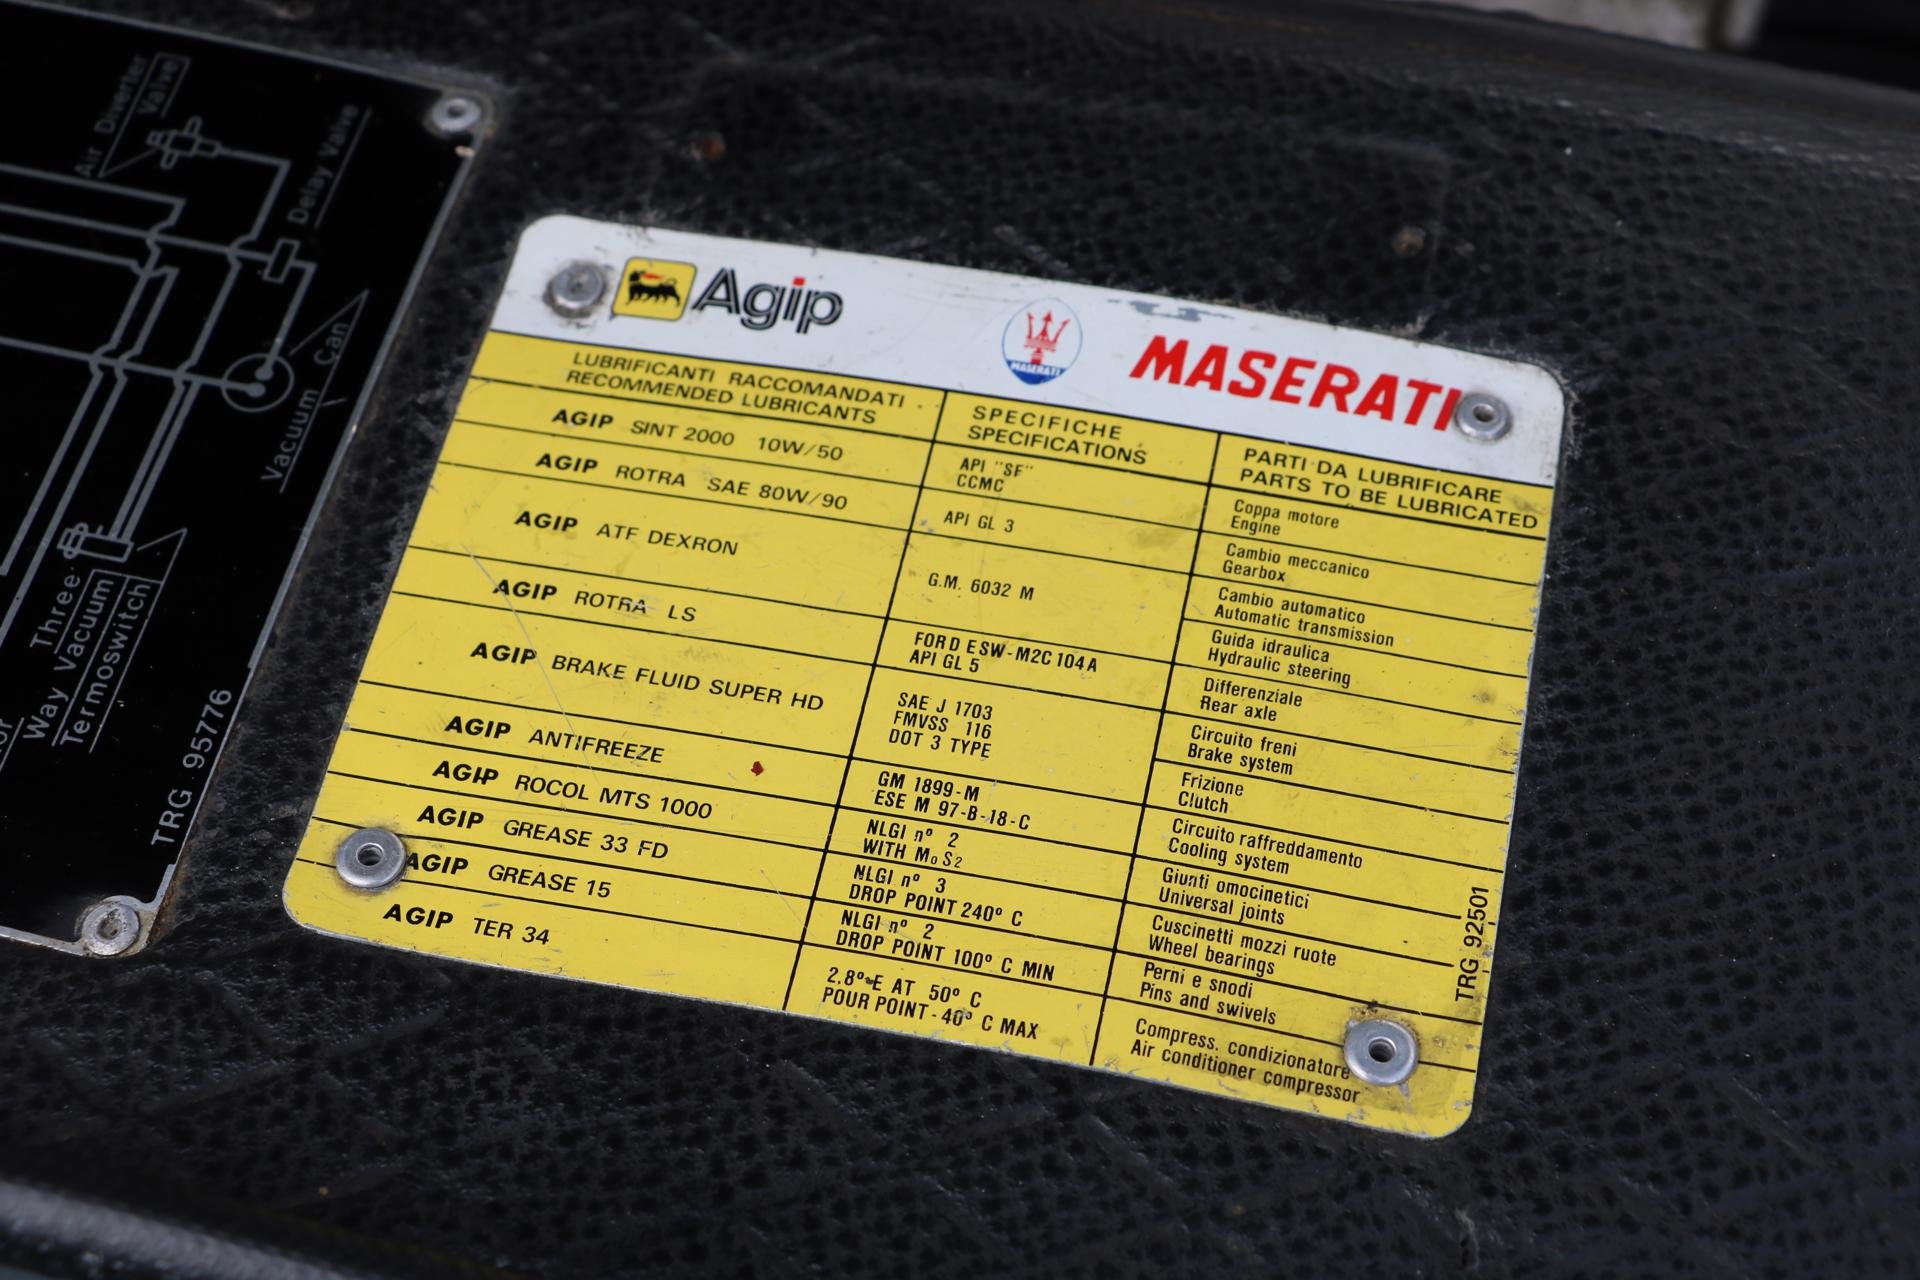 Air Diverter
Valve
Delay Valve
Vacuum Can
Three
Way Vacuum
Termoswitch
TRG 95776
Agip
MASERATI
MASERATI
LUBRIFICANTI RACCOMANDATI
RECOMMENDED LUBRICANTS
SPECIFICHE
SPECIFICATIONS
PARTI DA LUBRIFICARE
PARTS TO BE LUBRICATED
AGIP SINT 2000 10W/50
API "SF"
CCMC
Coppa motore
Engine
AGIP ROTRA SAE 80W/90
API GL 3
Cambio meccanico
Gearbox
AGIP ATF DEXRON
G.M. 6032 M
Cambio automatico
Automatic transmission
Guida idraulica
Hydraulic steering
AGIP ROTRA LS
FORD ESW-M2C104A
API GL 5
Differenziale
Rear axle
AGIP BRAKE FLUID SUPER HD
SAE J 1703
FMVSS 116
DOT 3 TYPE
Circuito freni
Brake system
Frizione
Clutch
AGIP ANTIFREEZE
GM 1899-M
ESE M 97-B-18-C
Circuito raffreddamento
Cooling system
AGIP ROCOL MTS 1000
NLGI nº 2
WITH MoS2
Giunti omocinetici
Universal joints
AGIP GREASE 33 FD
NLGI nº 3
DROP POINT 240º C
Cuscinetti mozzi ruote
Wheel bearings
AGIP GREASE 15
NLGI nº 2
DROP POINT 100º C MIN
Perni e snodi
Pins and swivels
AGIP TER 34
2.8º E AT 50º C
POUR POINT -40º C MAX
Compress. condizionatore
Air conditioner compressor
TRG 92501